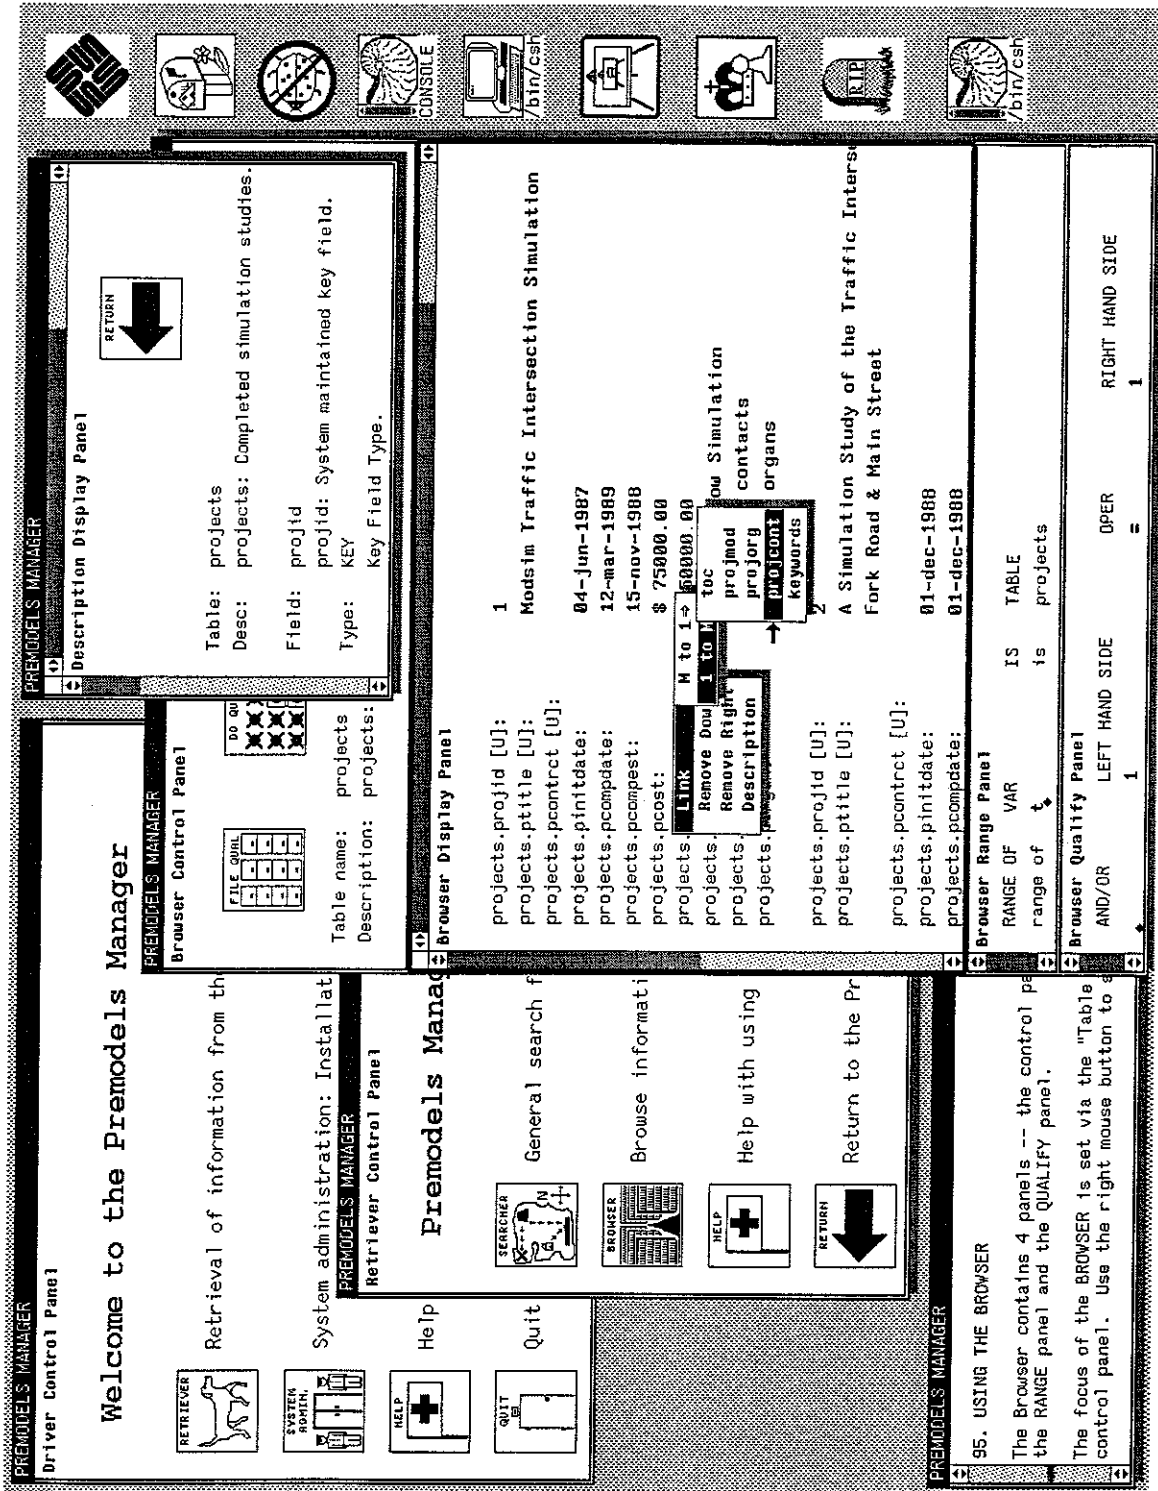 PREMODELS MANAGER
Driver Control Panel
Welcome to the Premodels Manager
RETRIEVER
Retrieval of information from th
SYSTEM
ADMIN.
System administration: Installat
HELP
Help
QUIT
Quit
PREMODELS MANAGER
Browser Control Panel
FILE QUAL
DO QU
Table name: projects
Description: projects:
PREMODELS MANAGER
Description Display Panel
RETURN
Table: projects
Desc: projects: Completed simulation studies.
Field: projid
projid: System maintained key field.
Type: KEY
Key Field Type.
PREMODELS MANAGER
Retriever Control Panel
Premodels Manag
SEARCHER
N
General search f
BROWSER
Browse informati
HELP
Help with using
RETURN
Return to the Pr
Browser Display Panel
projects.projid [U]: 1
projects.ptitle [U]: Modsim Traffic Intersection Simulation
projects.pcontrct [U]:
projects.pinitdate: 04-jun-1987
projects.pcompdate: 12-mar-1989
projects.pcompest: 15-nov-1988
projects.pcost: $ 75000.00
projects. 60000.00
projects. ow Simulation
projects. contacts
projects. organs
Link
Remove Dow
Remove Right
Description
M to 1
1 to M
toc
projmod
projorg
projcont
keywords
projects.projid [U]: 2
projects.ptitle [U]: A Simulation Study of the Traffic Inters
Fork Road & Main Street
projects.pcontrct [U]:
projects.pinitdate: 01-dec-1988
projects.pcompdate: 01-dec-1988
Browser Range Panel
RANGE OF VAR IS TABLE
range of t is projects
Browser Qualify Panel
AND/OR LEFT HAND SIDE OPER RIGHT HAND SIDE
1 = 1
PREMODELS MANAGER
95. USING THE BROWSER
The Browser contains 4 panels -- the control pa
the RANGE panel and the QUALIFY panel.
The focus of the BROWSER is set via the "Table
control panel. Use the right mouse button to s
CONSOLE
/bin/csh
R.I.P.
/bin/csh